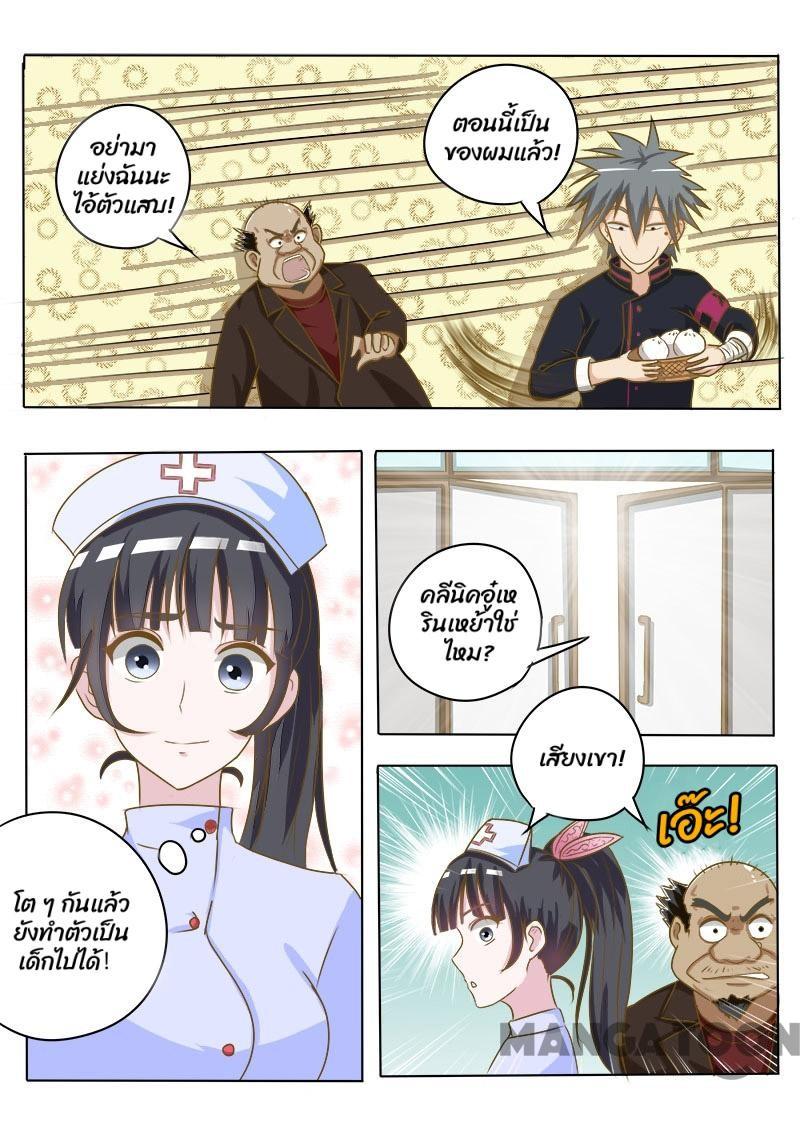 อย่ามา
แย่งฉันนะ
ไอ้ตัวแสบ!
ตอนนี้เป็น
ของผมแล้ว!
โต ๆ กันแล้ว
ยังทำตัวเป็น
เด็กไปได้!
คลีนิคอู๋เห
รินเหย้าใช่
ไหม?
เสียงเขา!
เอ๊ะ!
MANGATOON